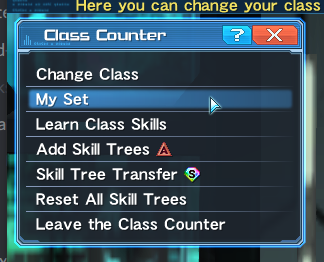 Here you can change your class
Class Counter
?
Change Class
My Set
Learn Class Skills
Add Skill Trees
Skill Tree Transfer S
Reset All Skill Trees
Leave the Class Counter